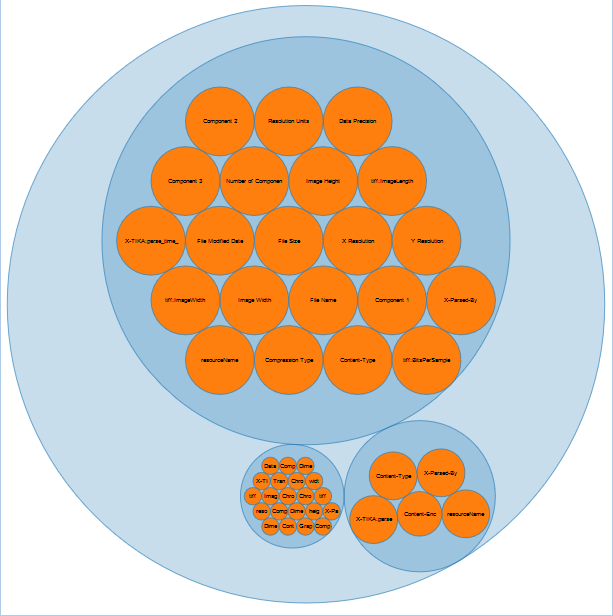 Component 2 Resolution Units Data Precision
Component 3 Number of Componen Image Height tiff:ImageLength
X-TIKA:parse_time_ File Modified Date File Size X Resolution Y Resolution
tiff:ImageWidth Image Width File Name Component 1 X-Parsed-By
resourceName Compression Type Content-Type tiff:BitsPerSample
Data Comp Dime
X-TI Tran Chro widt
tiff Imag Chro Chro tiff
reso Comp Dime heig X-Pa
Dime Cont Grap Comp
Content-Type X-Parsed-By
X-TIKA:parse Content-Enc resourceName